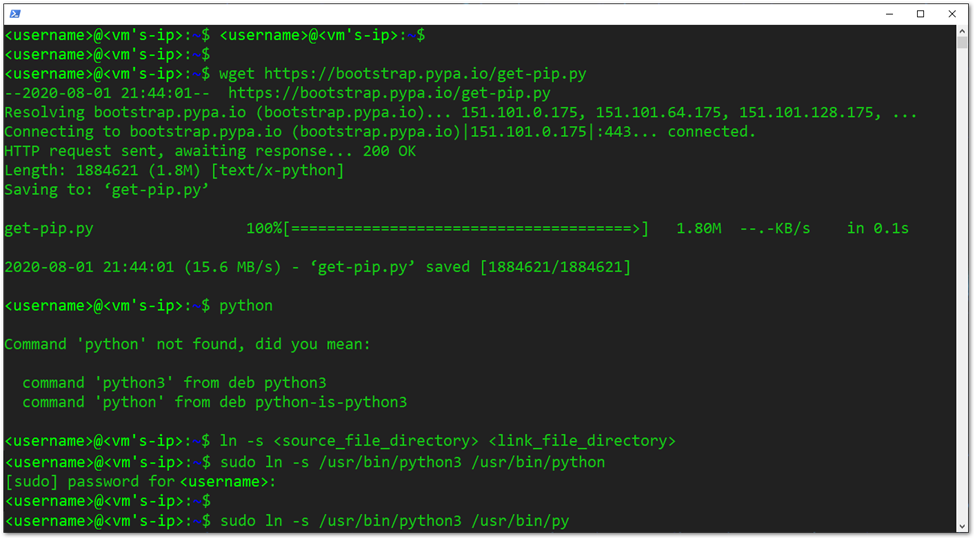 <username>@<vm's-ip>:~$ <username>@<vm's-ip>:~$
<username>@<vm's-ip>:~$
<username>@<vm's-ip>:~$ wget https://bootstrap.pypa.io/get-pip.py
--2020-08-01 21:44:01--  https://bootstrap.pypa.io/get-pip.py
Resolving bootstrap.pypa.io (bootstrap.pypa.io)... 151.101.0.175, 151.101.64.175, 151.101.128.175, ...
Connecting to bootstrap.pypa.io (bootstrap.pypa.io)|151.101.0.175|:443... connected.
HTTP request sent, awaiting response... 200 OK
Length: 1884621 (1.8M) [text/x-python]
Saving to: ‘get-pip.py’
get-pip.py                 100%[======================================>]   1.80M  --.-KB/s    in 0.1s
2020-08-01 21:44:01 (15.6 MB/s) - ‘get-pip.py’ saved [1884621/1884621]
<username>@<vm's-ip>:~$ python
Command 'python' not found, did you mean:
  command 'python3' from deb python3
  command 'python' from deb python-is-python3
<username>@<vm's-ip>:~$ ln -s <source_file_directory> <link_file_directory>
<username>@<vm's-ip>:~$ sudo ln -s /usr/bin/python3 /usr/bin/python
[sudo] password for <username>:
<username>@<vm's-ip>:~$
<username>@<vm's-ip>:~$ sudo ln -s /usr/bin/python3 /usr/bin/py